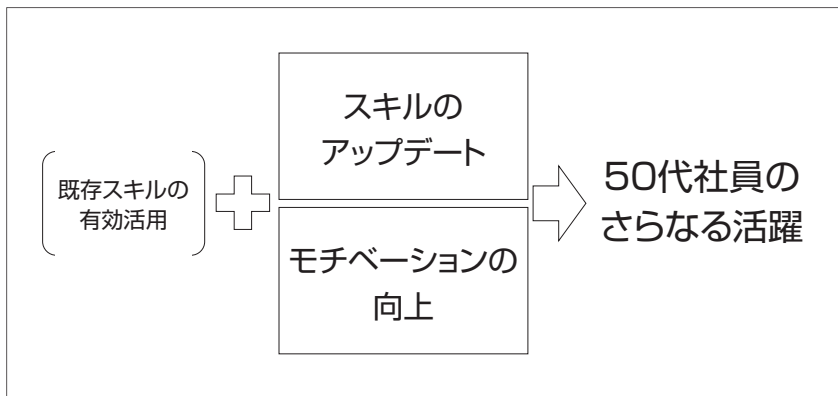 既存スキルの
有効活用
スキルの
アップデート
モチベーションの
向上
50代社員の
さらなる活躍